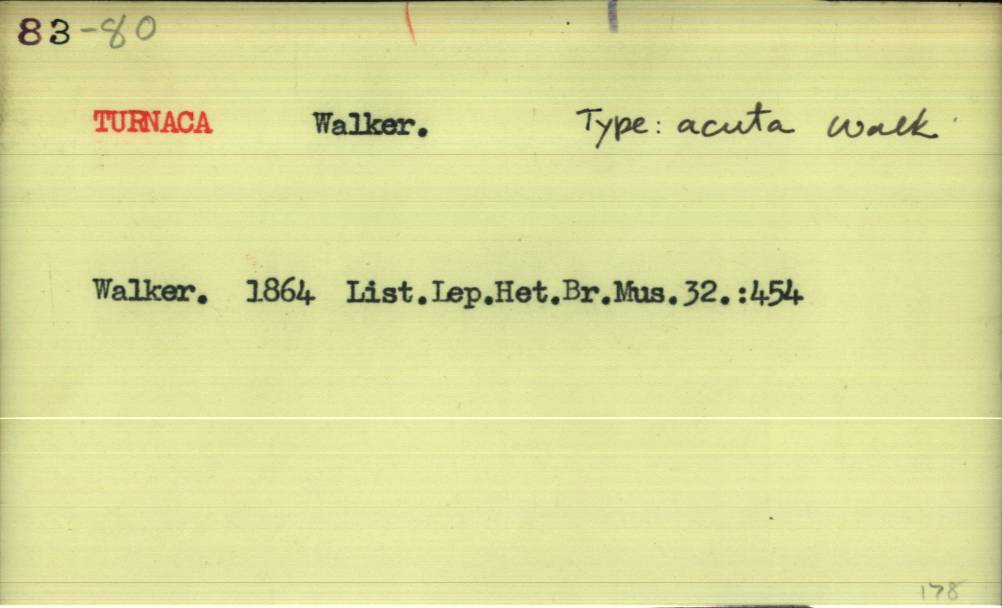 83-80
TURNACA Walker. Type: acuta Walk.
Walker. 1864 List.Lep.Het.Br.Mus.32.:454
178